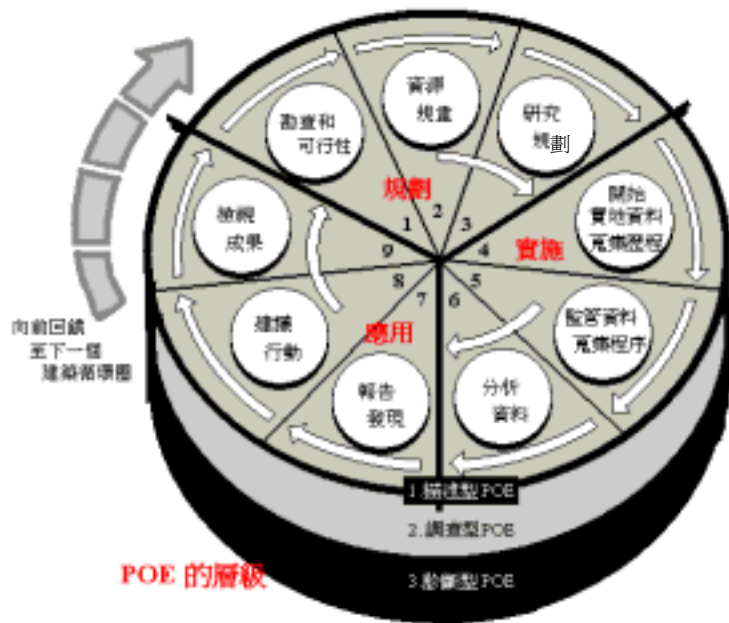 資源
規畫
勘查和
可行性
研究
規劃
檢視
成果
規劃
開始
實地資料
蒐集歷程
1
2
3
9
4
實施
8
7
6
5
建議
行動
應用
監管資料
蒐集程序
報告
發現
分析
資料
向前回饋
至下一個
建築循環圈
1.描述型POE
2.調查型POE
3.診斷型POE
POE 的層級